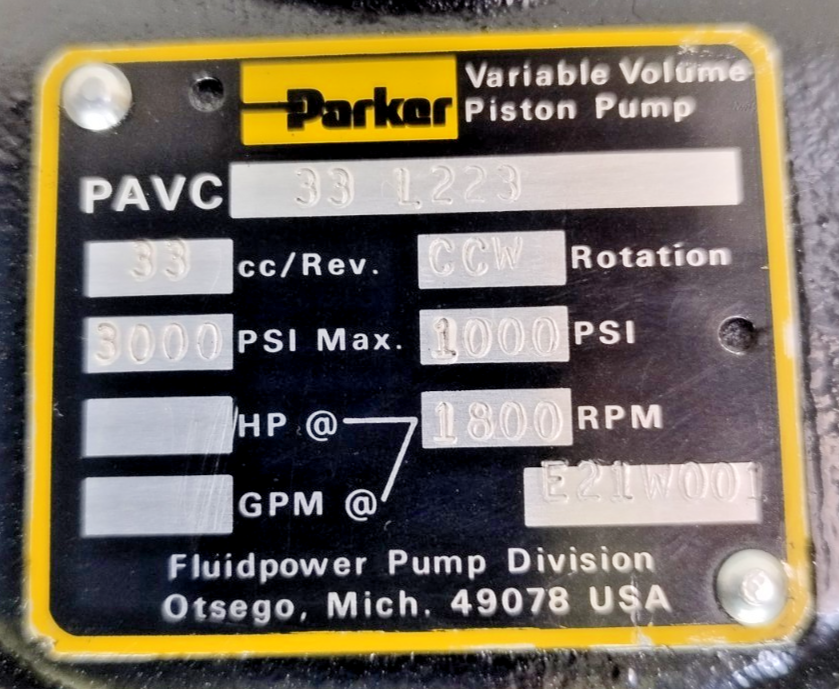 Parker
Variable Volume
Piston Pump
PAVC 33 L223
33 cc/Rev. CCW Rotation
3000 PSI Max. 1000 PSI
HP @ 1800 RPM
GPM @ E21W001
Fluidpower Pump Division
Otsego, Mich. 49078 USA